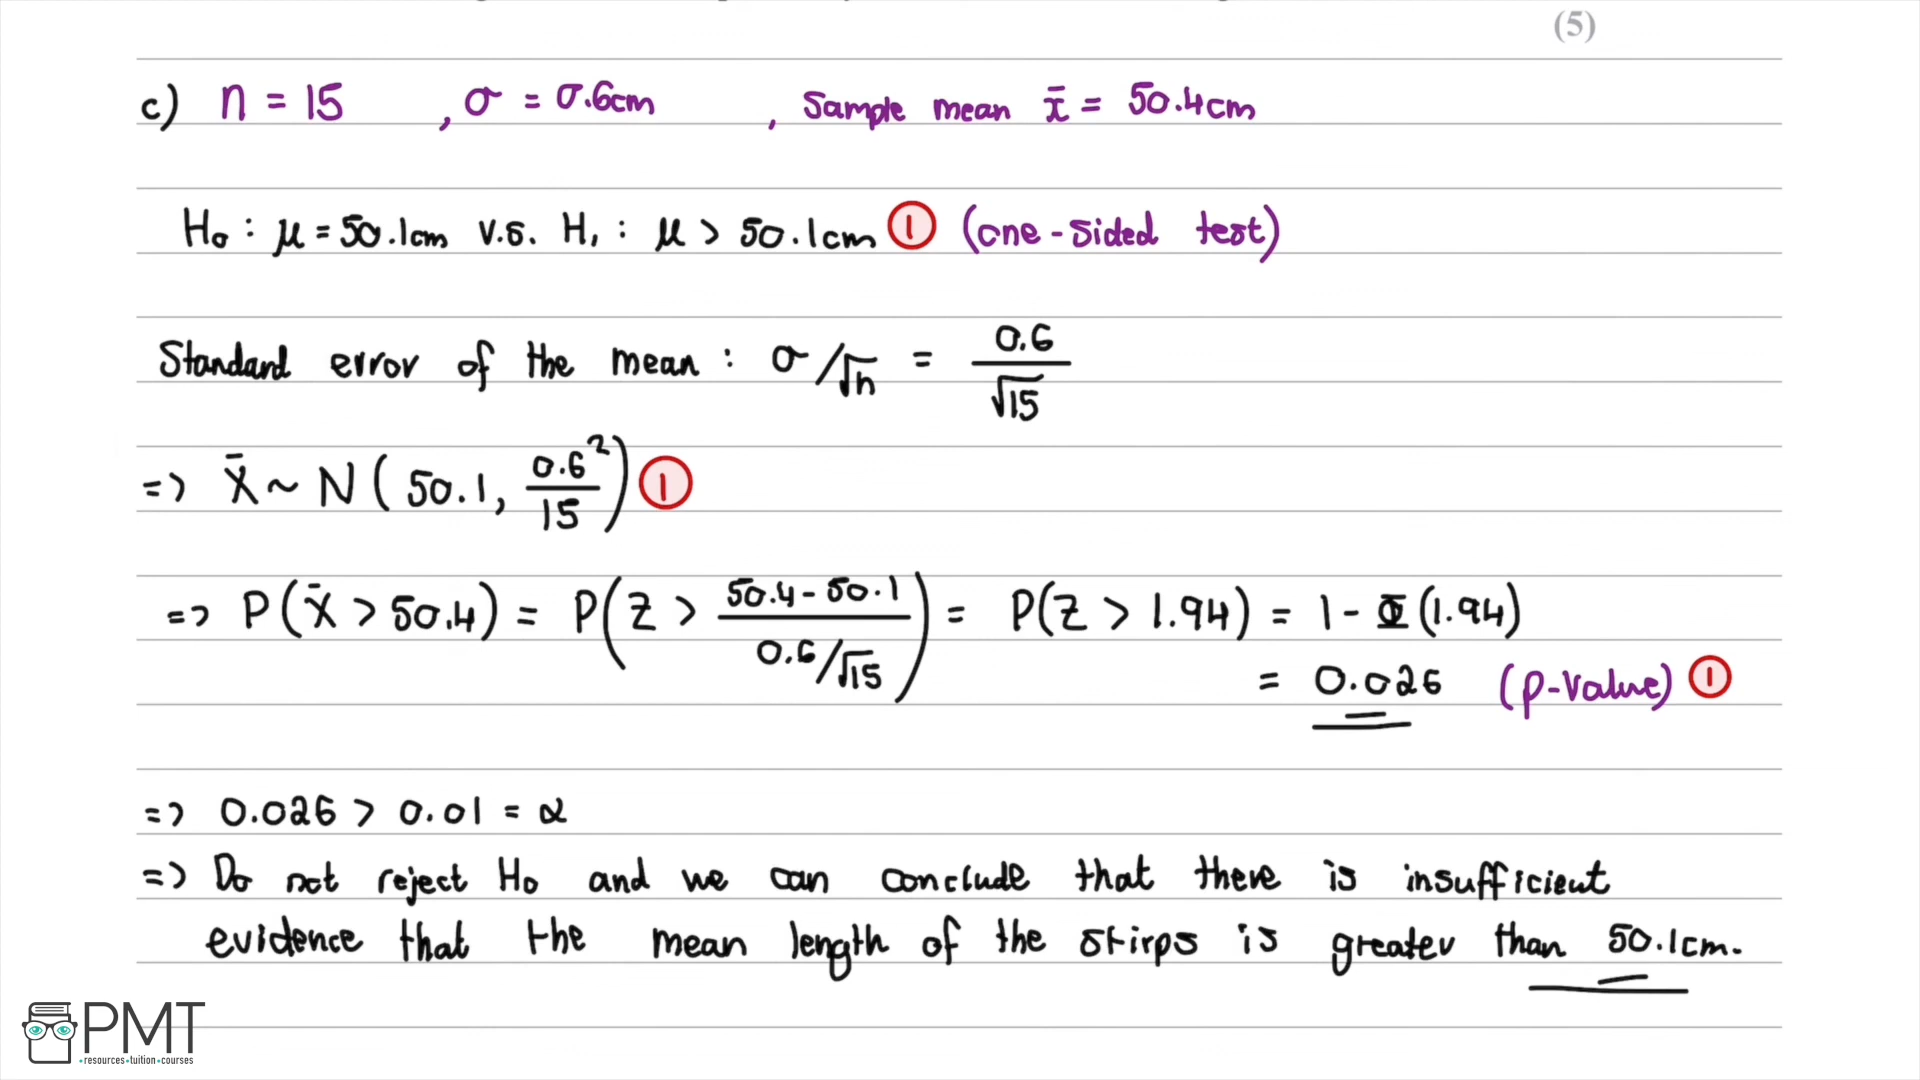 (5)
c) n = 15 , σ = 0.6cm , Sample mean x̄ = 50.4cm
H₀ : μ = 50.1cm v.s. H₁ : μ > 50.1cm ① (one-sided test)
Standard error of the mean : σ/√n = 0.6/√15
=> X̄ ~ N(50.1, 0.6²/15) ①
=> P(X̄ > 50.4) = P(Z > (50.4 - 50.1)/(0.6/√15)) = P(Z > 1.94) = 1 - Φ(1.94)
= 0.026 (p-value) ①
=> 0.026 > 0.01 = α
=> Do not reject H₀ and we can conclude that there is insufficient
evidence that the mean length of the stirps is greater than 50.1cm.
PMT
•resources•tuition•courses